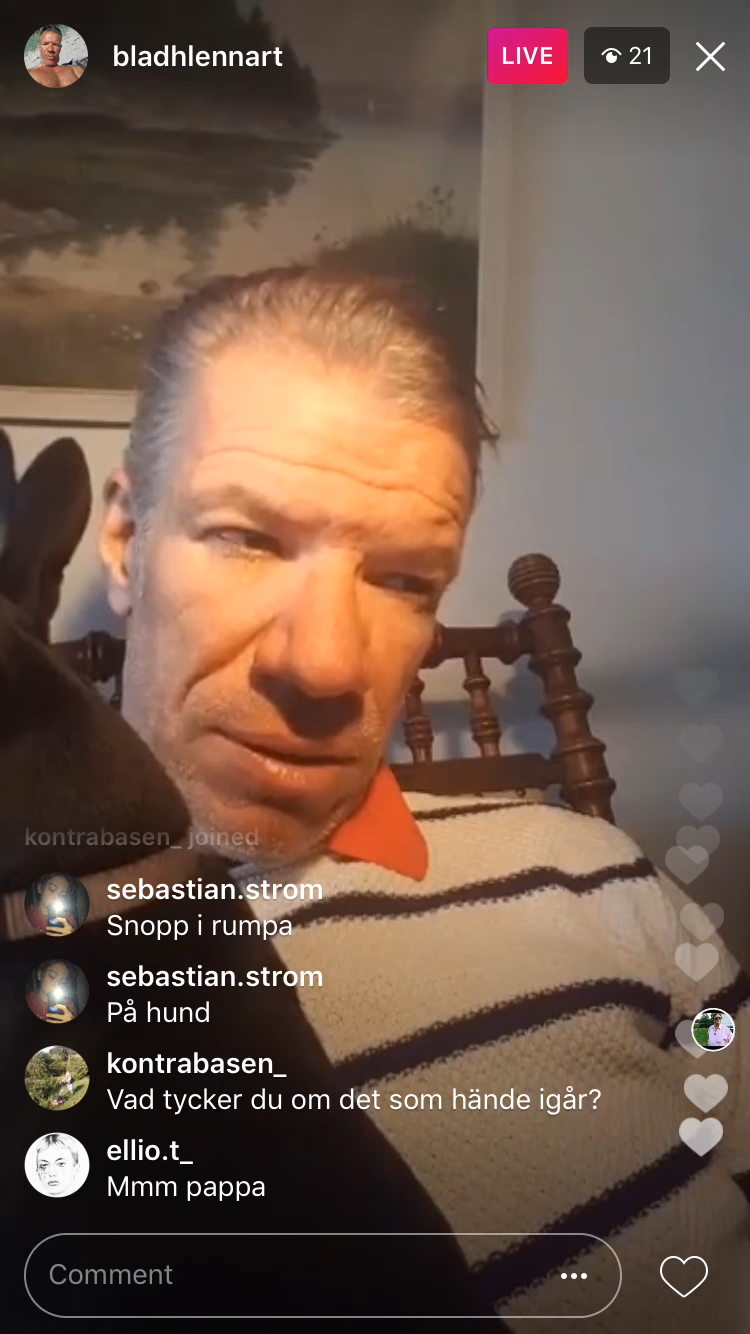 bladhlennart
LIVE
21
kontrabasen_ joined
sebastian.strom
Snopp i rumpa
sebastian.strom
På hund
kontrabasen_
Vad tycker du om det som hände igår?
ellio.t_
Mmm pappa
Comment